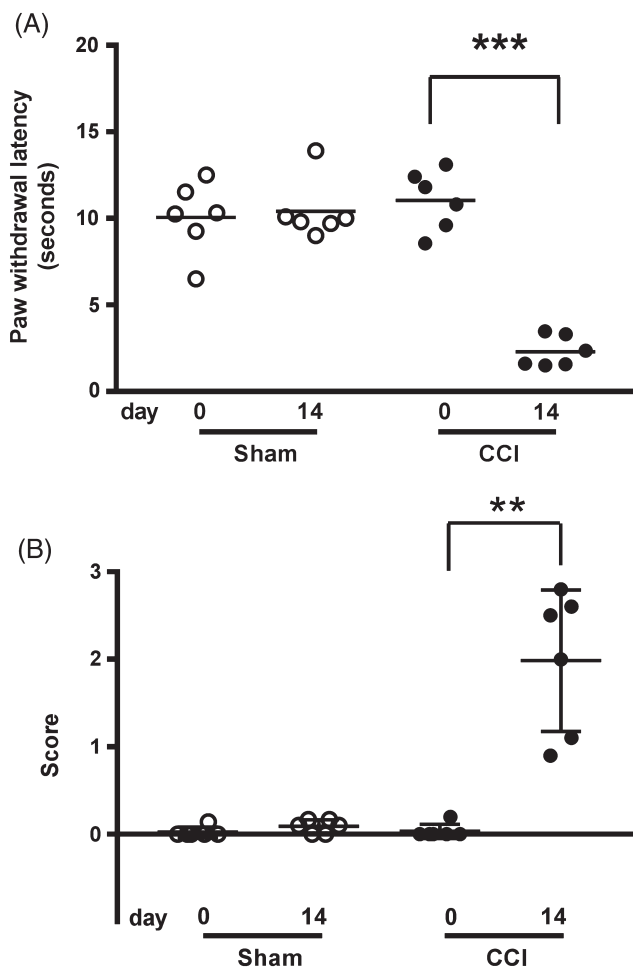 (A)
Paw withdrawal latency
(seconds)
20
15
10
5
0
***
day 0 14 0 14
Sham CCI
(B)
Score
3
2
1
0
**
day 0 14 0 14
Sham CCI